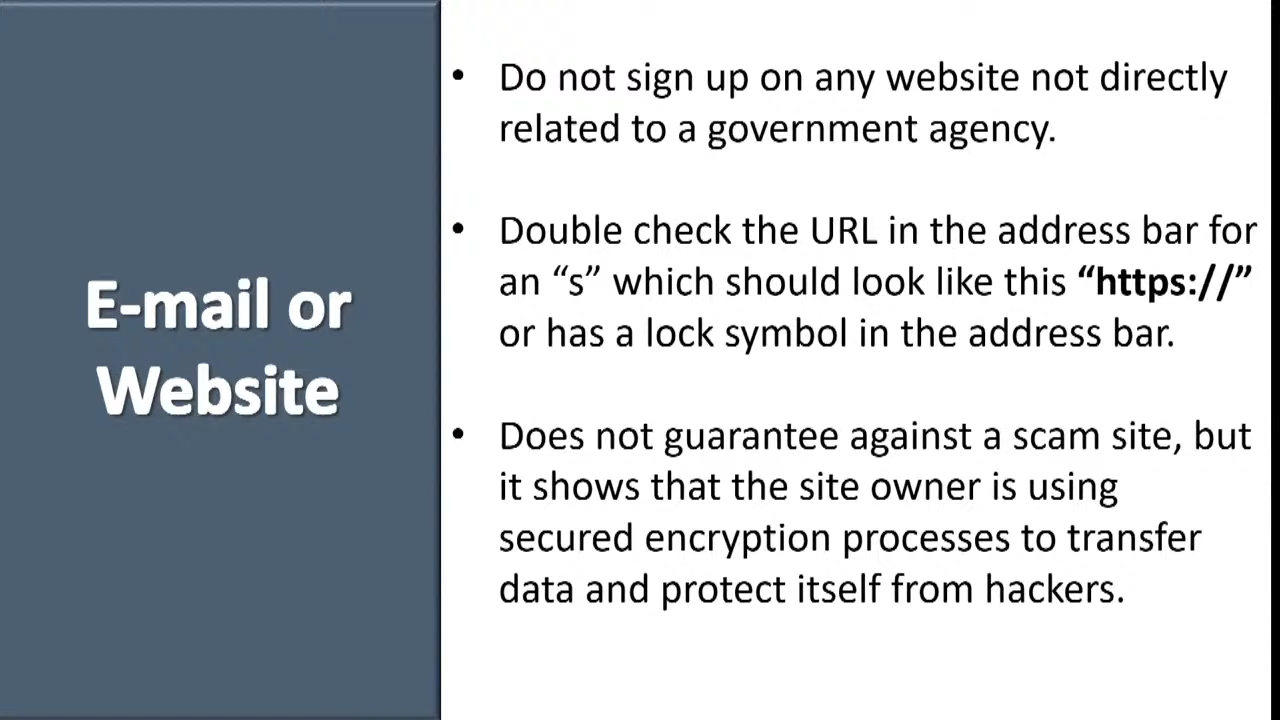 E-mail or
Website
• Do not sign up on any website not directly
related to a government agency.
• Double check the URL in the address bar for
an “s” which should look like this “https://”
or has a lock symbol in the address bar.
• Does not guarantee against a scam site, but
it shows that the site owner is using
secured encryption processes to transfer
data and protect itself from hackers.